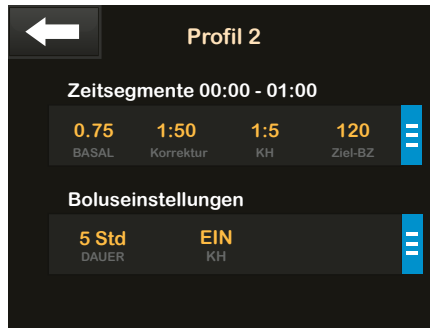 Profil 2
Zeitsegmente 00:00 - 01:00
0.75 1:50 1:5 120
BASAL Korrektur KH Ziel-BZ
Boluseinstellungen
5 Std EIN
DAUER KH